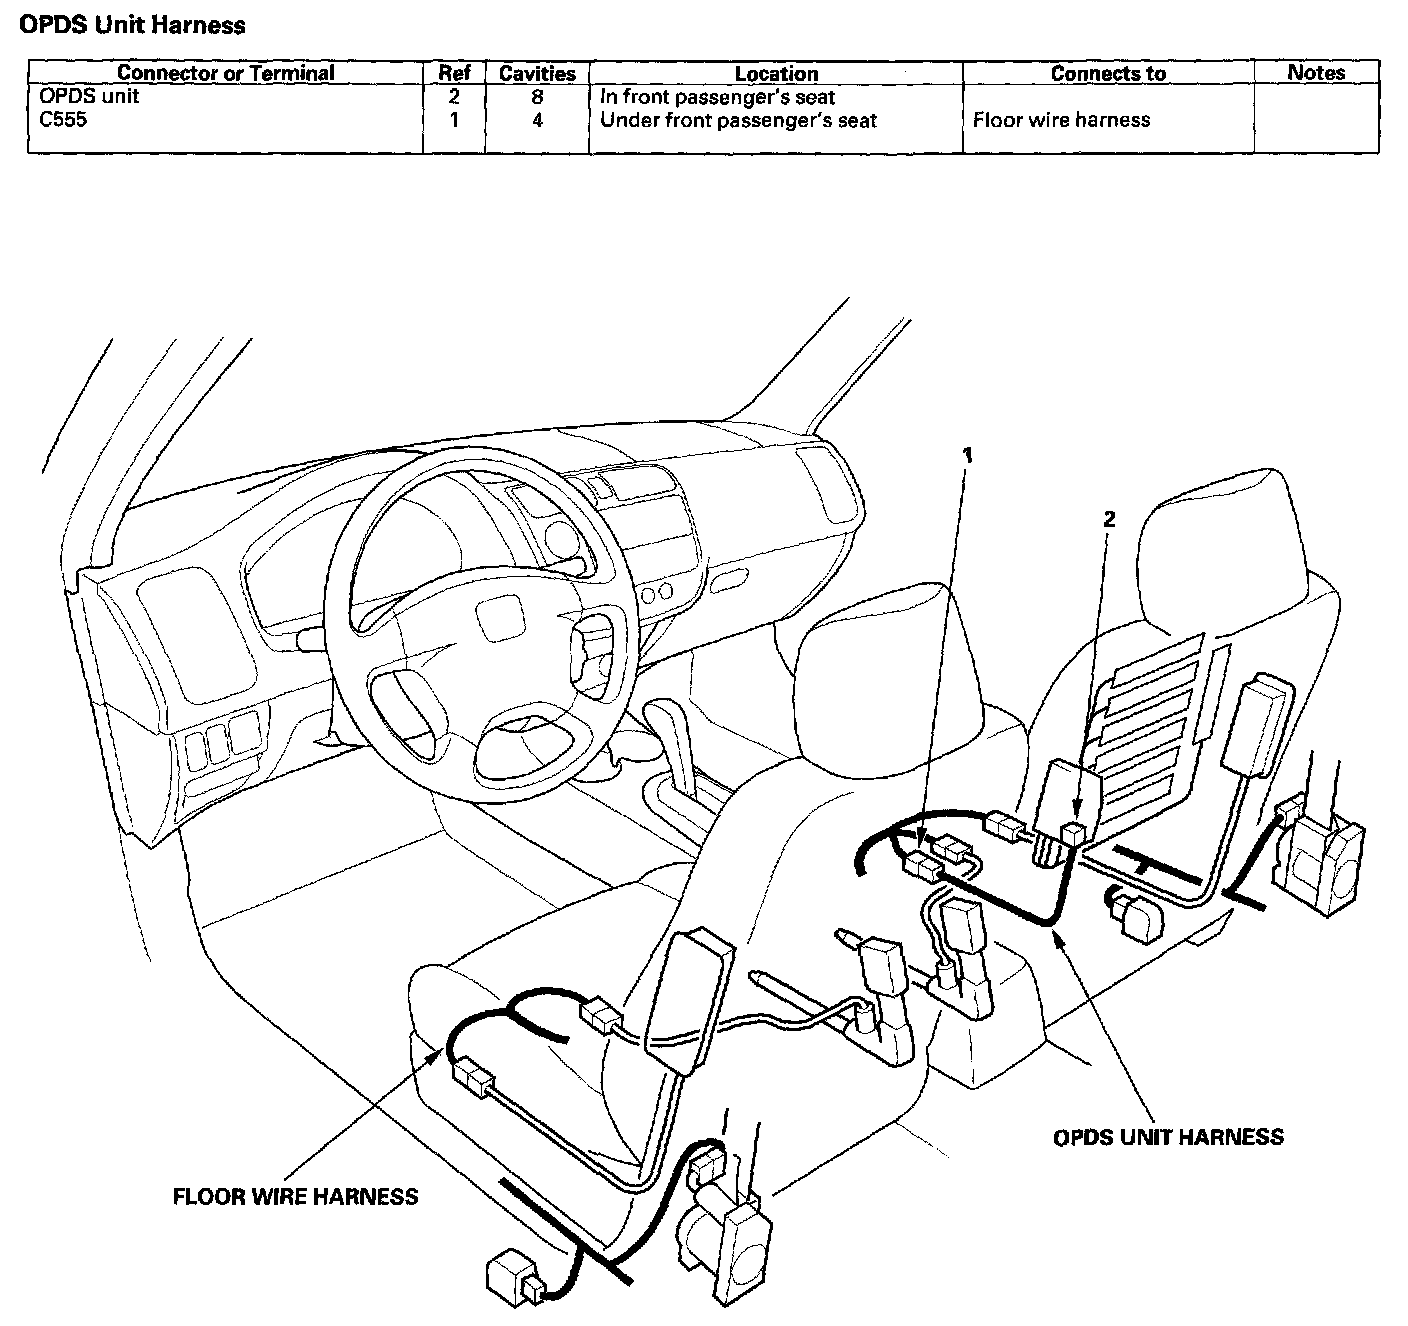 OPDS Unit Harness
Connector or Terminal Ref Cavities Location Connects to Notes
OPDS unit 2 8 In front passenger's seat
C555 1 4 Under front passenger's seat Floor wire harness
1
2
OPDS UNIT HARNESS
FLOOR WIRE HARNESS